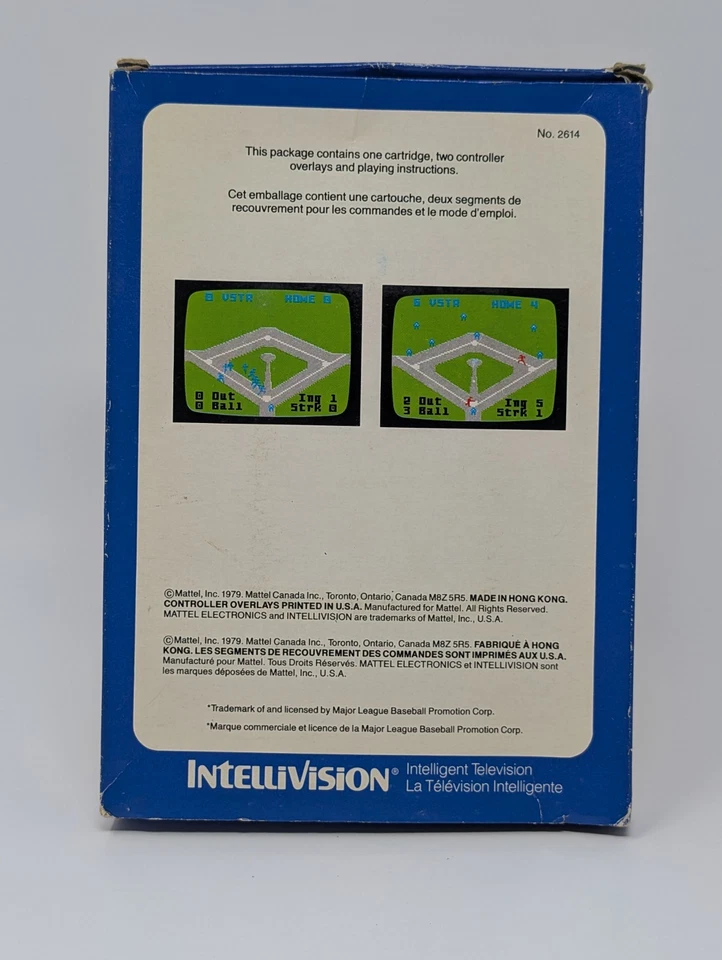 No. 2614
This package contains one cartridge, two controller
overlays and playing instructions.
Cet emballage contient une cartouche, deux segments de
recouvrement pour les commandes et le mode d'emploi.
0 VSTR HOME 0
0 Out Ing 1
0 Ball Strk 0
6 VSTR HOME 4
2 Out Ing 5
3 Ball Strk 1
©Mattel, Inc. 1979. Mattel Canada Inc., Toronto, Ontario, Canada M8Z 5R5. MADE IN HONG KONG.
CONTROLLER OVERLAYS PRINTED IN U.S.A. Manufactured for Mattel. All Rights Reserved.
MATTEL ELECTRONICS and INTELLIVISION are trademarks of Mattel, Inc., U.S.A.
©Mattel, Inc. 1979. Mattel Canada Inc., Toronto, Ontario, Canada M8Z 5R5. FABRIQUÉ À HONG
KONG. LES SEGMENTS DE RECOUVREMENT DES COMMANDES SONT IMPRIMÉS AUX U.S.A.
Manufacturé pour Mattel. Tous Droits Réservés. MATTEL ELECTRONICS et INTELLIVISION sont
les marques déposées de Mattel, Inc., U.S.A.
*Trademark of and licensed by Major League Baseball Promotion Corp.
*Marque commerciale et licence de la Major League Baseball Promotion Corp.
INTELLIVISION® Intelligent Television
La Télévision Intelligente